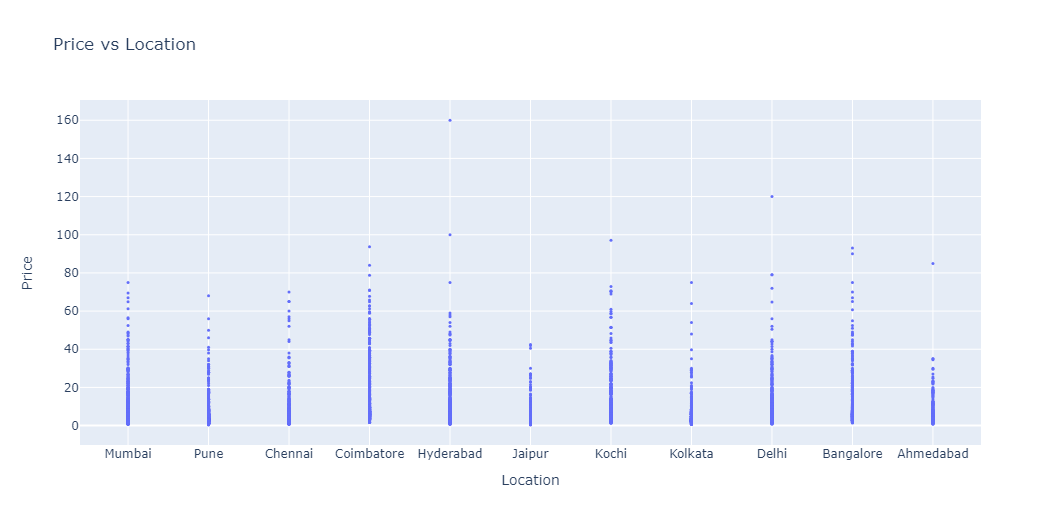 Price vs Location
160
140
120
100
80
60
40
20
0
Price
Mumbai Pune Chennai Coimbatore Hyderabad Jaipur Kochi Kolkata Delhi Bangalore Ahmedabad
Location